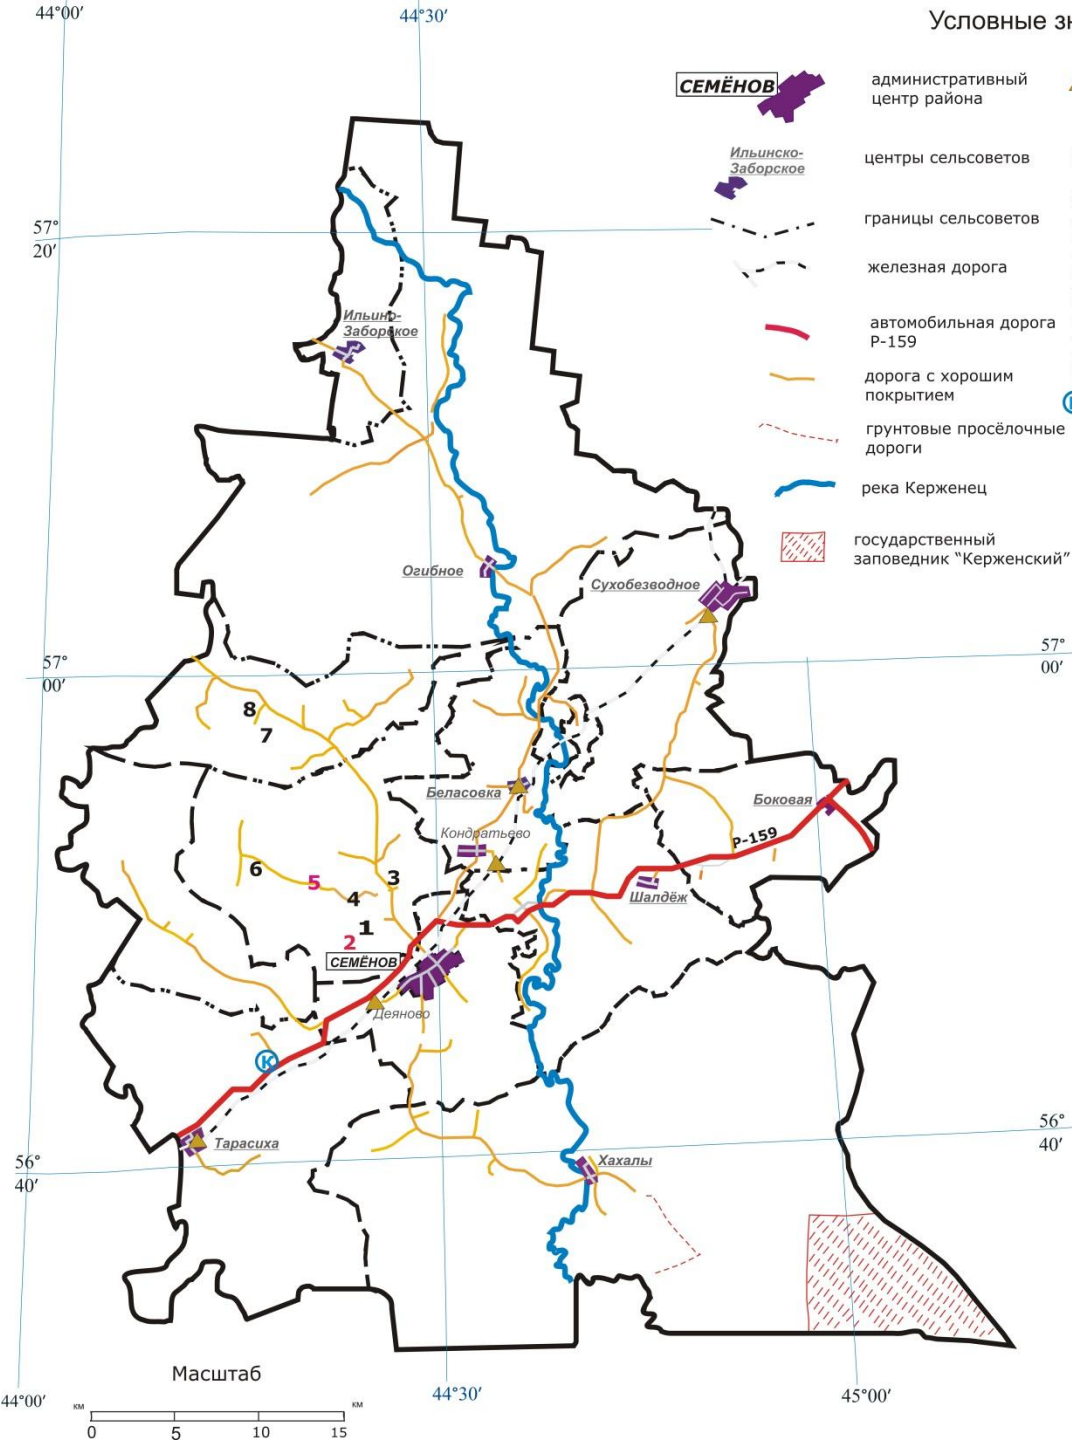 44°00′
44°30′
Условные зн
СЕМЁНОВ
административный
центр района
Ильинско-
Заборское
центры сельсоветов
границы сельсоветов
57°
20′
железная дорога
Ильино-
Заборское
автомобильная дорога
Р-159
дорога с хорошим
покрытием
грунтовые просёлочные
дороги
река Керженец
государственный
заповедник “Керженский”
Огибное
Сухобезводное
57°
00′
57°
00′
8
7
Беласовка
Боковая
Кондратьево
Р-159
6
5
3
4
Шалдёж
1
2
СЕМЁНОВ
Деяново
К
Тарасиха
56°
40′
Хахалы
56°
40′
Масштаб
44°00′
44°30′
45°00′
км
км
0
5
10
15